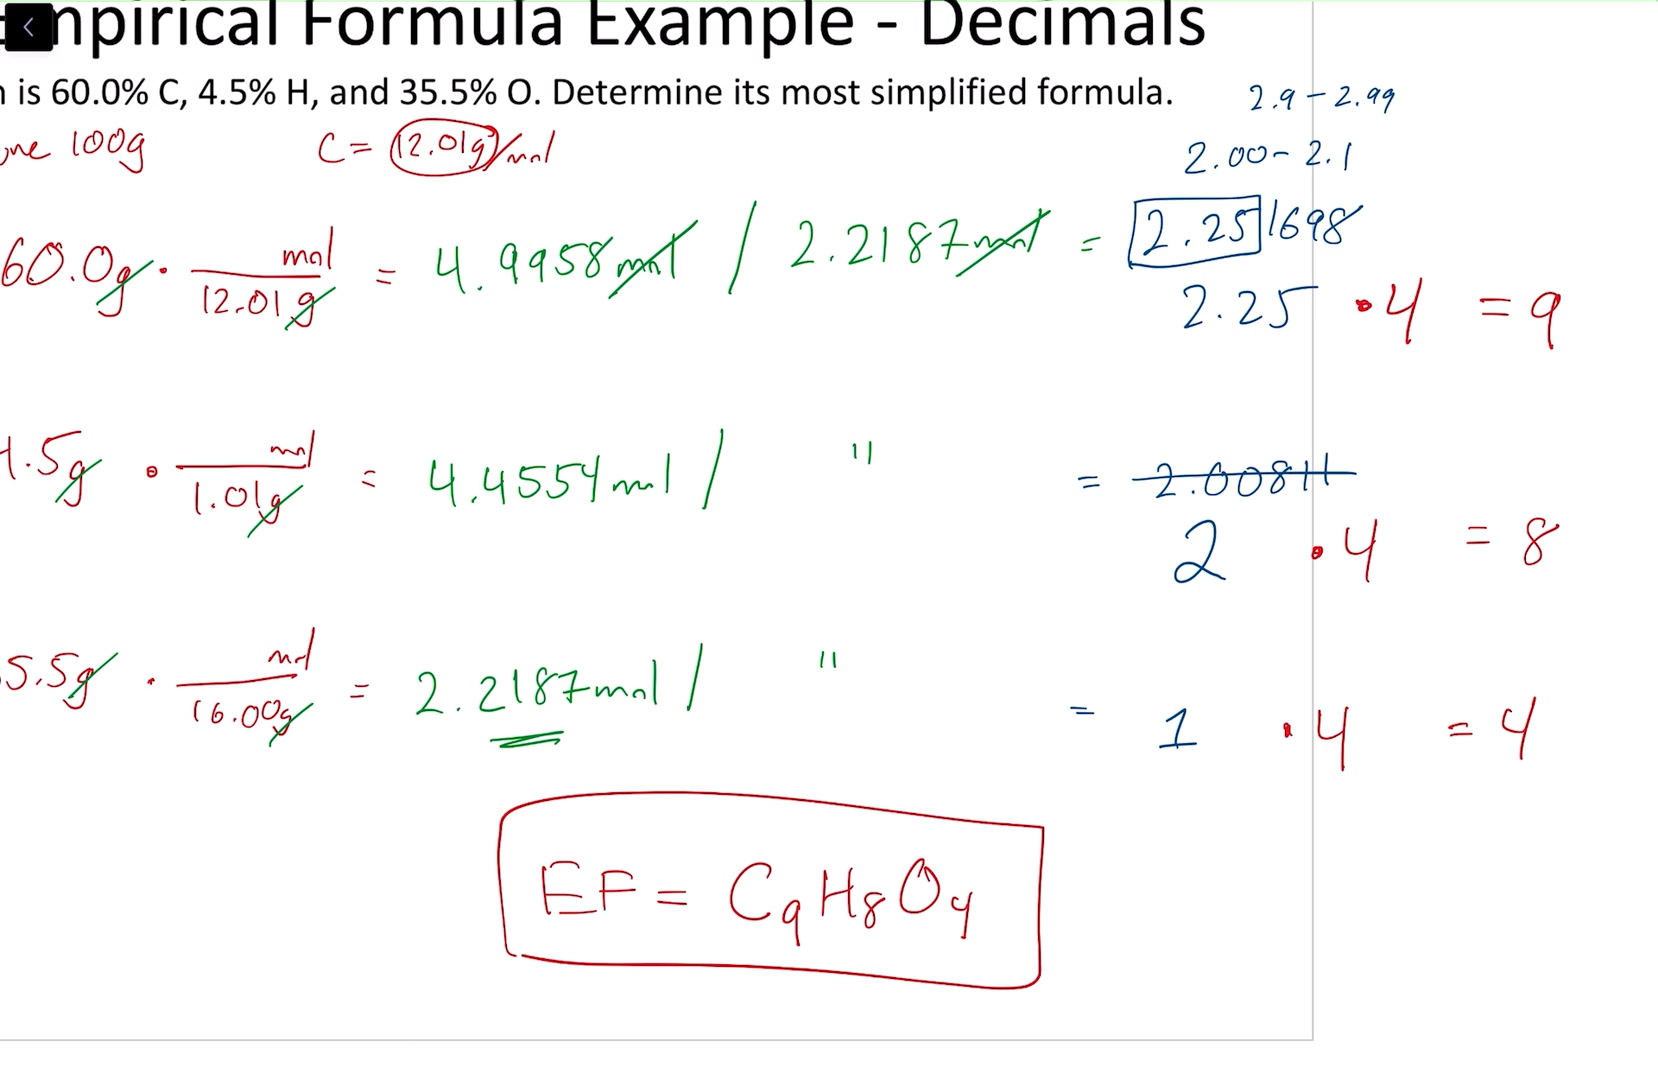 mpirical Formula Example - Decimals
is 60.0% C, 4.5% H, and 35.5% O. Determine its most simplified formula.
2.9 - 2.99
100g C = 12.01g/mol
2.00 - 2.1
60.0g · mol / 12.01g = 4.9958 mol / 2.2187 mol = 2.251698
2.25 · 4 = 9
.5g · mol / 1.01g = 4.4554 mol / " = 2.00811
2 · 4 = 8
5.5g · mol / 16.00g = 2.2187 mol / " = 1 · 4 = 4
EF = C9H8O4